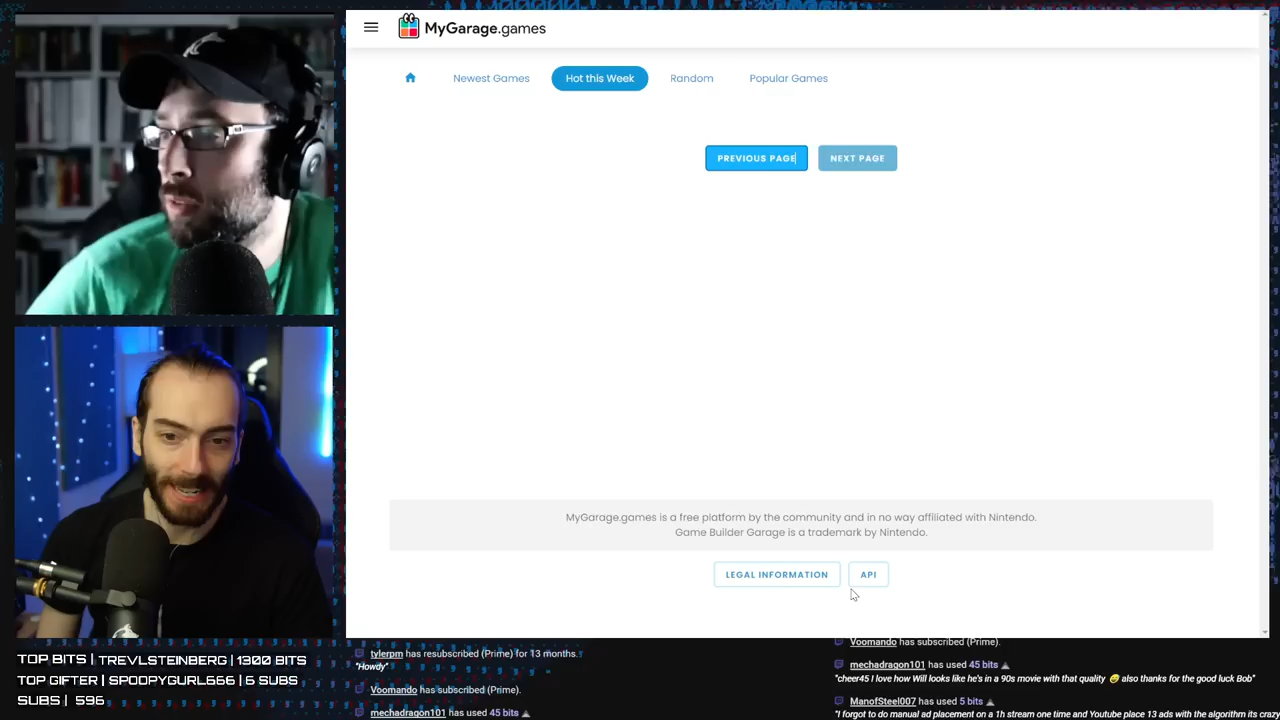 MyGarage.games
Newest Games
Hot this Week
Random
Popular Games
PREVIOUS PAGE
NEXT PAGE
MyGarage.games is a free platform by the community and in no way affiliated with Nintendo.
Game Builder Garage is a trademark by Nintendo.
LEGAL INFORMATION
API
TOP BITS | TREVLSTEINBERG | 1300 BITS
TOP GIFTER | SPOOPYGURL666 | 6 SUBS
SUBS | 596
tvlerpm has resubscribed (Prime) for 13 months.
"Howdy"
Voomando has subscribed (Prime).
mechadragon101 has used 45 bits
Voomando has subscribed (Prime).
mechadragon101 has used 45 bits
"cheer45 I love how Will looks like he's in a 90s movie with that quality 😅 also thanks for the good luck Bob"
ManofSteel007 has used 5 bits
"I forgot to do manual ad placement on a 1h stream one time and Youtube place 13 ads with the algorithm its crazy